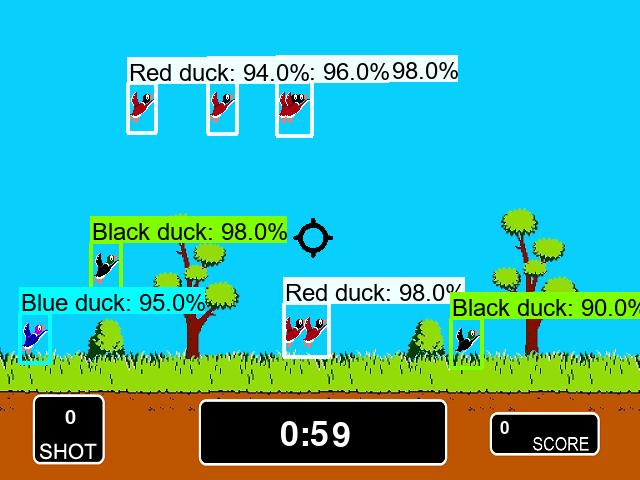 Red duck: 94.0%: 96.0%98.0%
Black duck: 98.0%
Red duck: 98.0%
Blue duck: 95.0%
Black duck: 90.0%
0
SHOT
0:59
0
SCORE